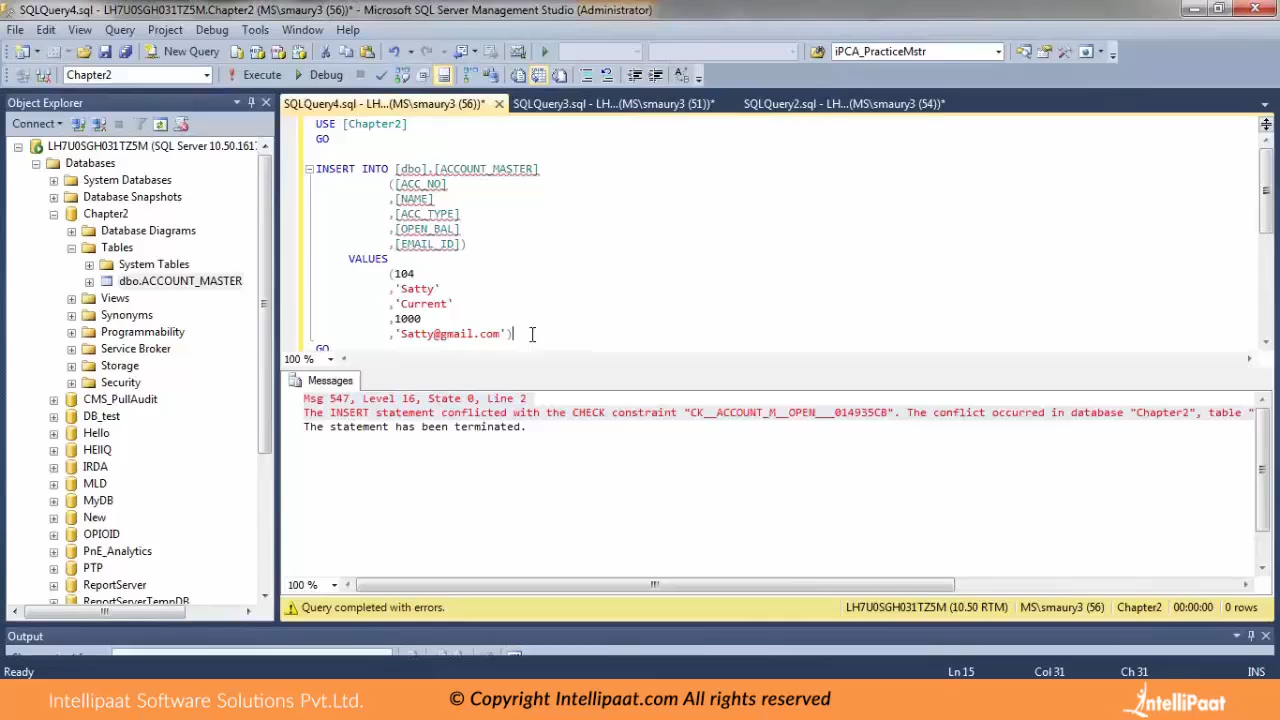 SQLQuery4.sql - LH7U0SGH031TZ5M.Chapter2 (MS\smaury3 (56))* - Microsoft SQL Server Management Studio (Administrator)
File Edit View Query Project Debug Tools Window Help
New Query iPCA_PracticeMstr
Chapter2 Execute Debug
Object Explorer
SQLQuery4.sql - LH...(MS\smaury3 (56))* SQLQuery3.sql - LH...(MS\smaury3 (51))* SQLQuery2.sql - LH...(MS\smaury3 (54))*
Connect
LH7U0SGH031TZ5M (SQL Server 10.50.161
Databases
System Databases
Database Snapshots
Chapter2
Database Diagrams
Tables
System Tables
dbo.ACCOUNT_MASTER
Views
Synonyms
Programmability
Service Broker
Storage
Security
CMS_PullAudit
DB_test
Hello
HEllQ
IRDA
MLD
MyDB
New
OPIOID
PnE_Analytics
PTP
ReportServer
ReportServerTempDB
USE [Chapter2]
GO
INSERT INTO [dbo].[ACCOUNT_MASTER]
([ACC_NO]
,[NAME]
,[ACC_TYPE]
,[OPEN_BAL]
,[EMAIL_ID])
VALUES
(104
,'Satty'
,'Current'
,1000
,'Satty@gmail.com')
GO
100 %
Messages
Msg 547, Level 16, State 0, Line 2
The INSERT statement conflicted with the CHECK constraint "CK__ACCOUNT_M__OPEN___014935CB". The conflict occurred in database "Chapter2", table "
The statement has been terminated.
100 %
Query completed with errors. LH7U0SGH031TZ5M (10.50 RTM) MS\smaury3 (56) Chapter2 00:00:00 0 rows
Output
Ready Ln 15 Col 31 Ch 31 INS
Intellipaat Software Solutions Pvt.Ltd. © Copyright Intellipaat.com All rights reserved IntelliPaat